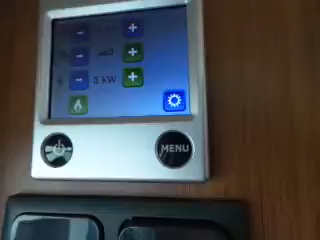 - +
- +
- 3 kW +
MENU